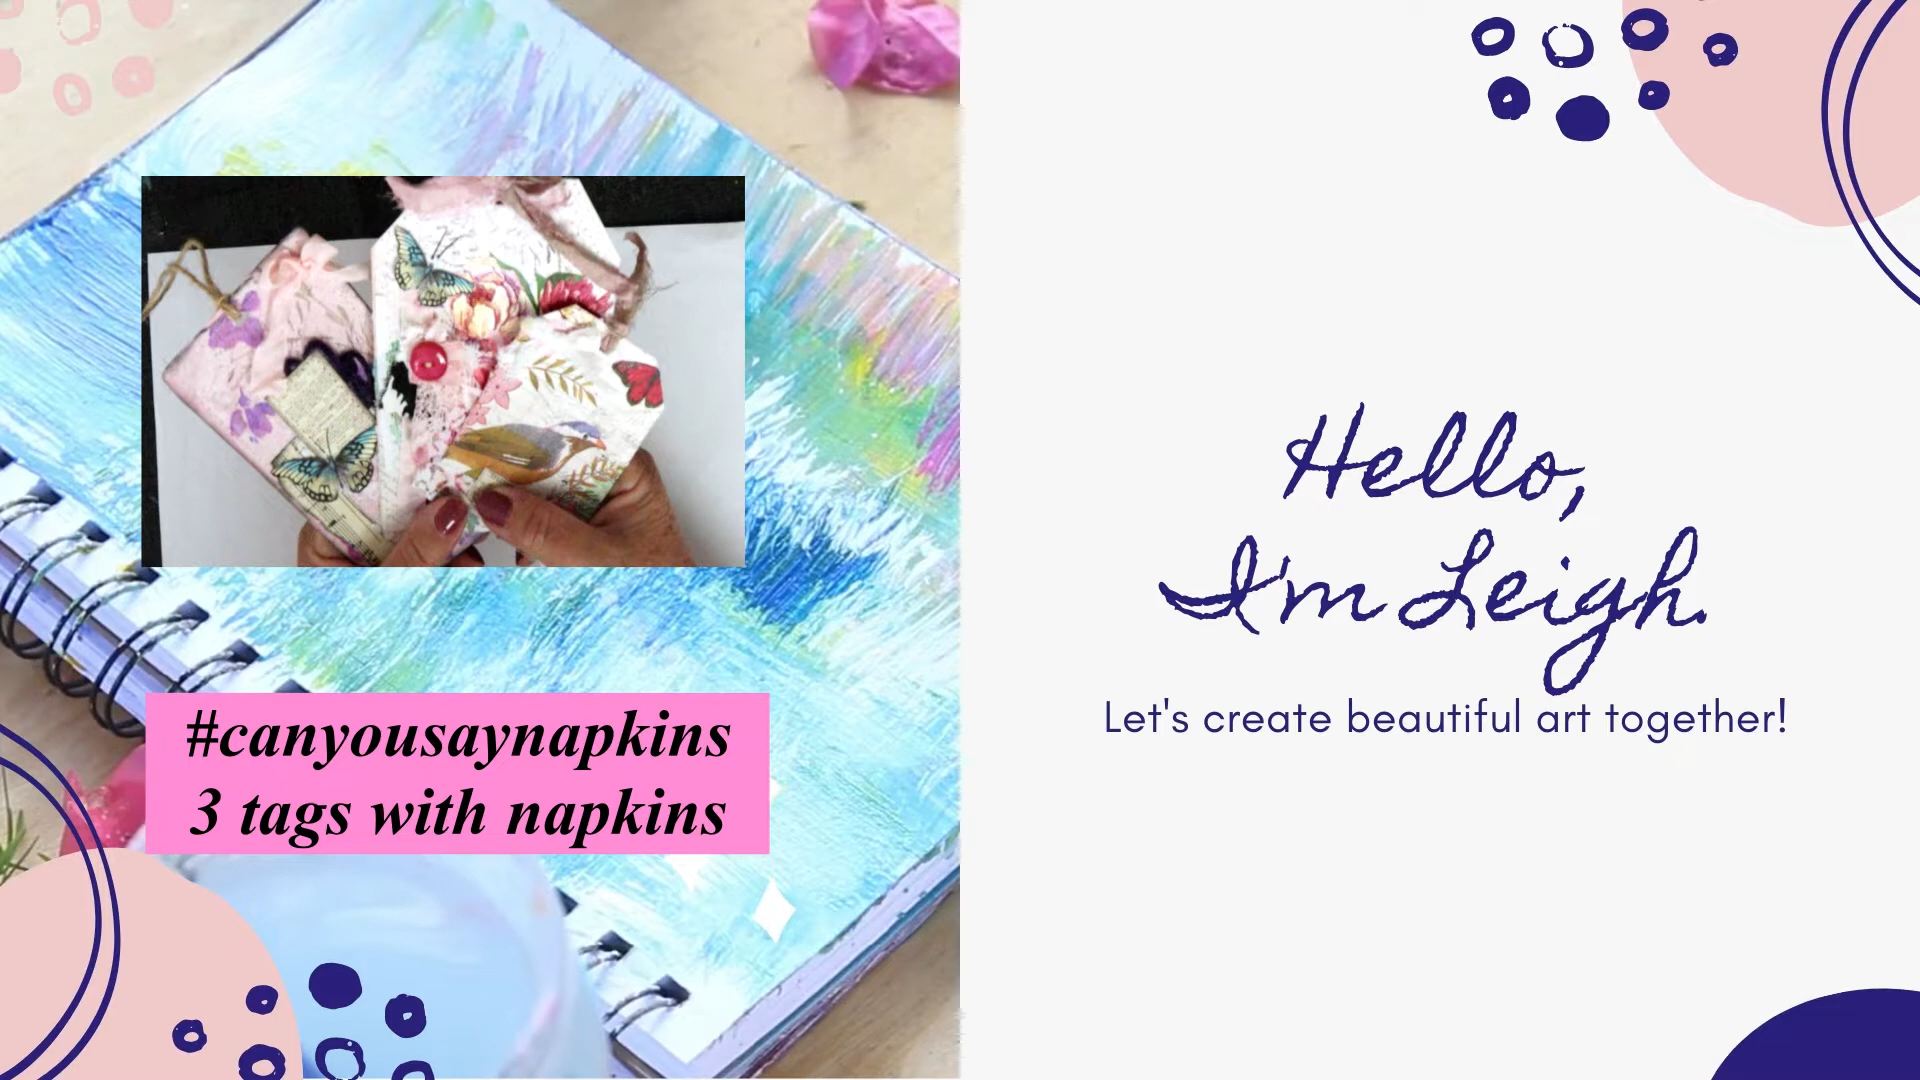 #canyousaynapkins
3 tags with napkins
Hello,
I'm Leigh.
Let's create beautiful art together!